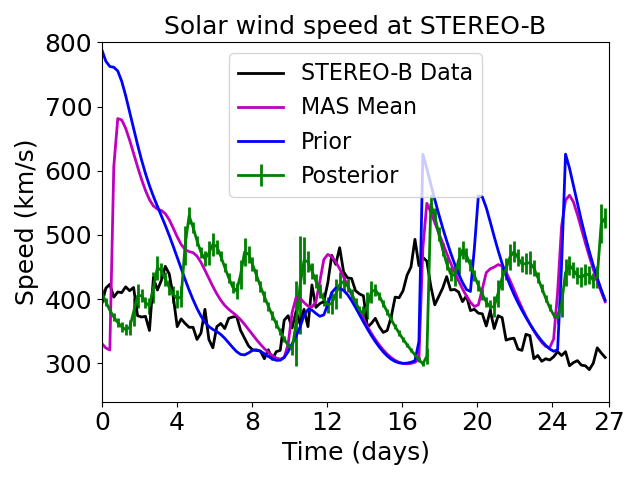 Solar wind speed at STEREO-B
Speed (km/s)
800
700
600
500
400
300
STEREO-B Data
MAS Mean
Prior
Posterior
0 4 8 12 16 20 24 27
Time (days)